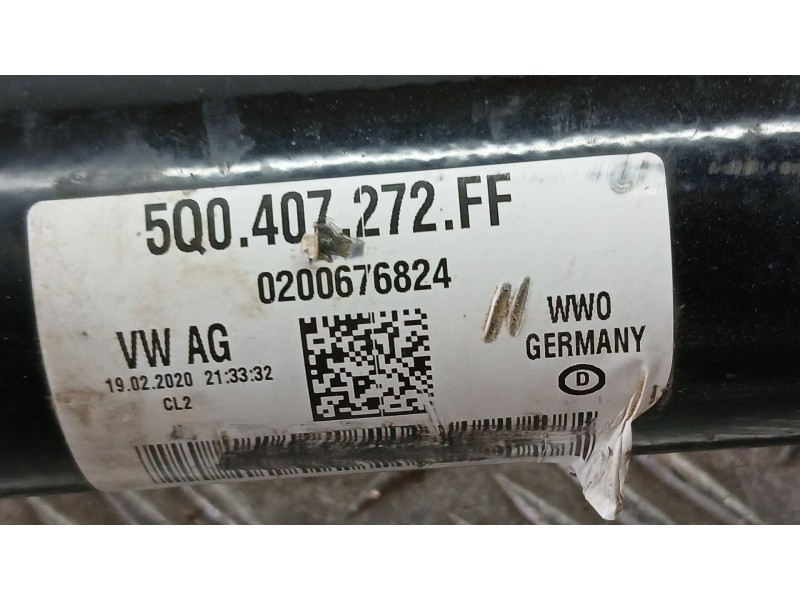 5Q0.407.272.FF
0200676824
VW AG
19.02.2020 21:33:32
CL2
WWO
GERMANY
D